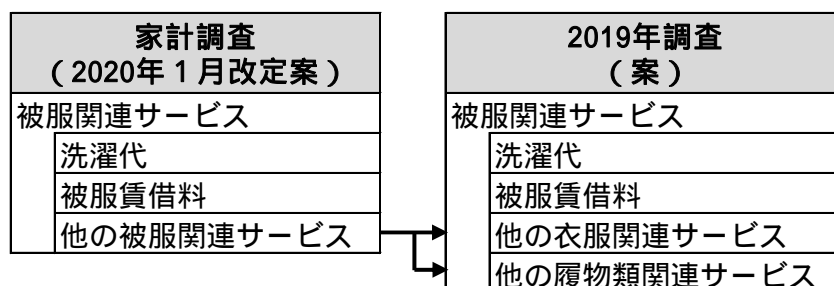 家計調査
（2020年１月改定案）
被服関連サービス
洗濯代
被服賃借料
他の被服関連サービス
2019年調査
（案）
被服関連サービス
洗濯代
被服賃借料
他の衣服関連サービス
他の履物類関連サービス